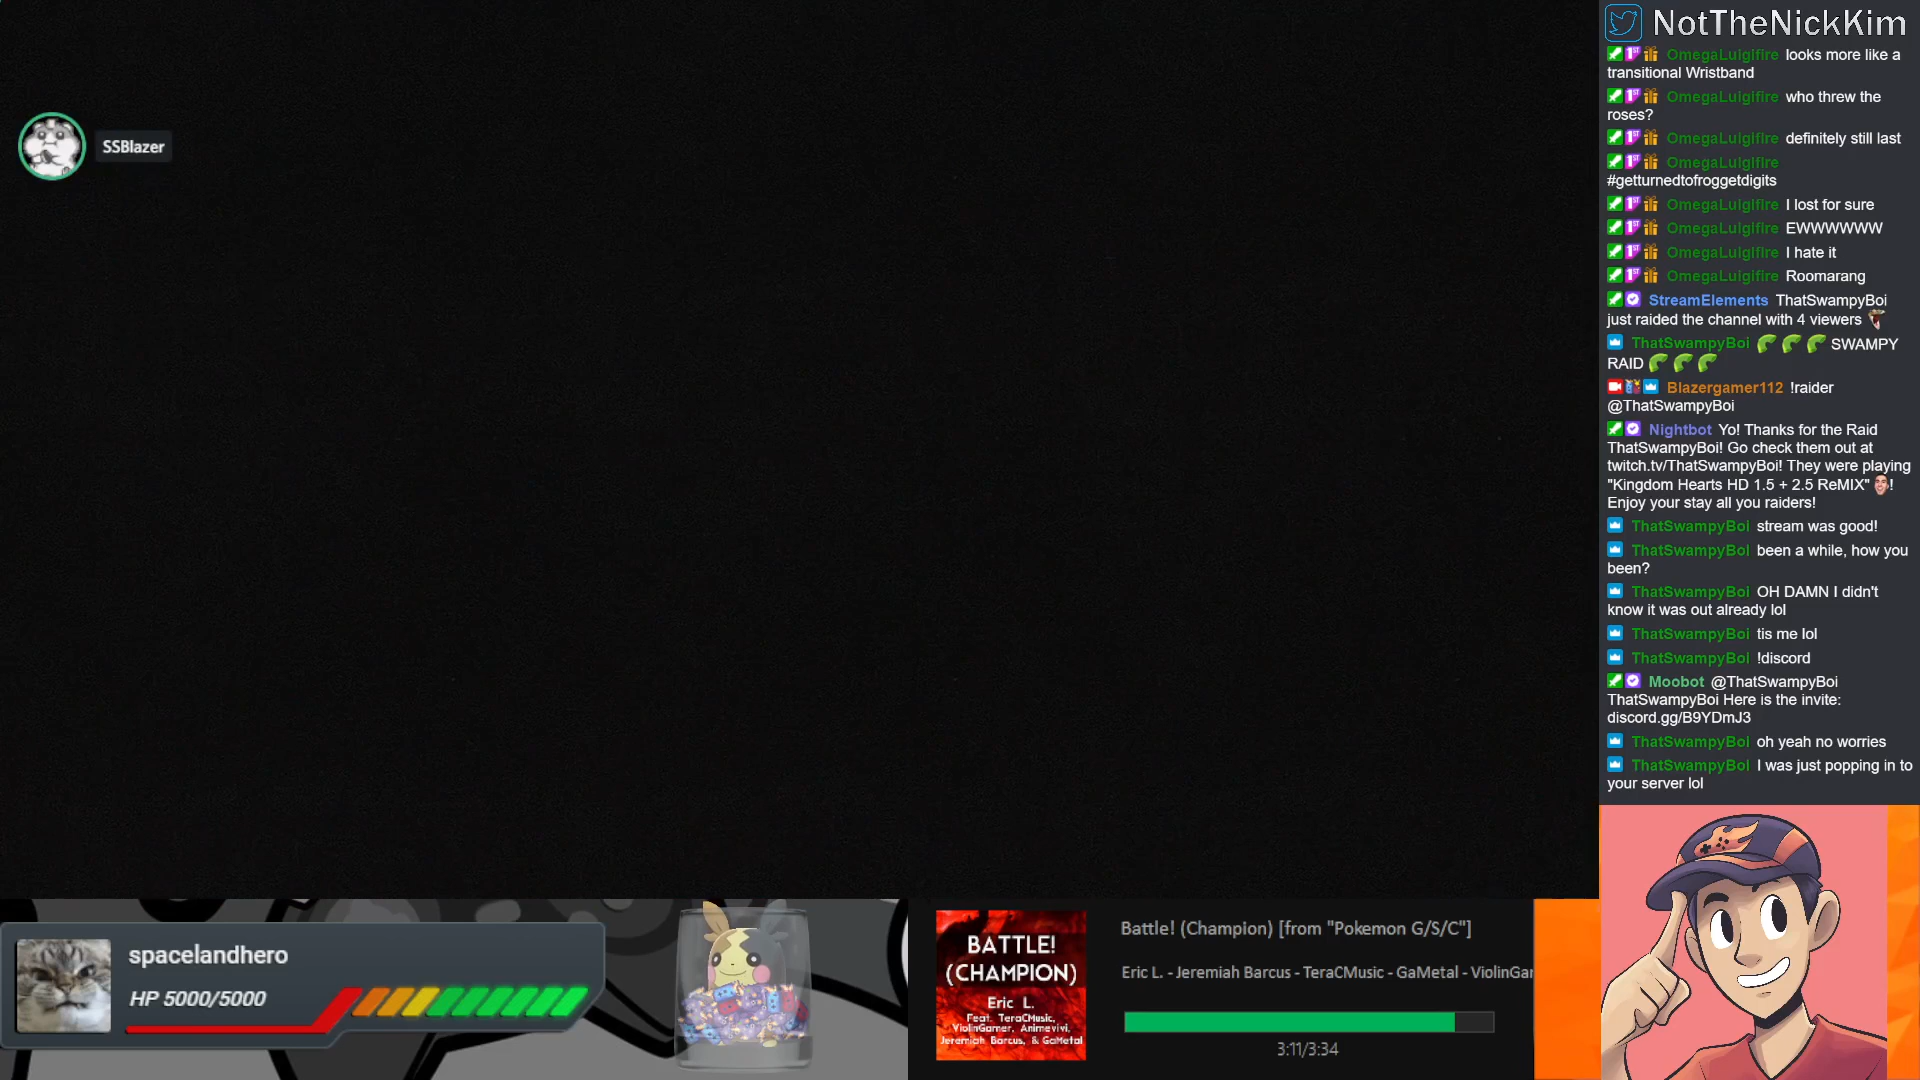 NotTheNickKim
OmegaLuigifire looks more like a
transitional Wristband
OmegaLuigifire who threw the
roses?
OmegaLuigifire definitely still last
OmegaLuigifire
#getturnedtofroggetdigits
OmegaLuigifire I lost for sure
OmegaLuigifire EWWWWWW
OmegaLuigifire I hate it
OmegaLuigifire Roomarang
StreamElements ThatSwampyBoi
just raided the channel with 4 viewers
ThatSwampyBoi SWAMPY
RAID
Blazergamer112 !raider
@ThatSwampyBoi
Nightbot Yo! Thanks for the Raid
ThatSwampyBoi! Go check them out at
twitch.tv/ThatSwampyBoi! They were playing
"Kingdom Hearts HD 1.5 + 2.5 ReMIX" !
Enjoy your stay all you raiders!
ThatSwampyBoi stream was good!
ThatSwampyBoi been a while, how you
been?
ThatSwampyBoi OH DAMN I didn't
know it was out already lol
ThatSwampyBoi tis me lol
ThatSwampyBoi !discord
Moobot @ThatSwampyBoi
ThatSwampyBoi Here is the invite:
discord.gg/B9YDmJ3
ThatSwampyBoi oh yeah no worries
ThatSwampyBoi I was just popping in to
your server lol
SSBlazer
spacelandhero
HP 5000/5000
BATTLE!
(CHAMPION)
Eric L.
Feat. TeraCMusic,
ViolinGamer, Animevivi,
Jeremiah Barcus, & GaMetal
Battle! (Champion) [from "Pokemon G/S/C"]
Eric L. - Jeremiah Barcus - TeraCMusic - GaMetal - ViolinGar
3:11/3:34